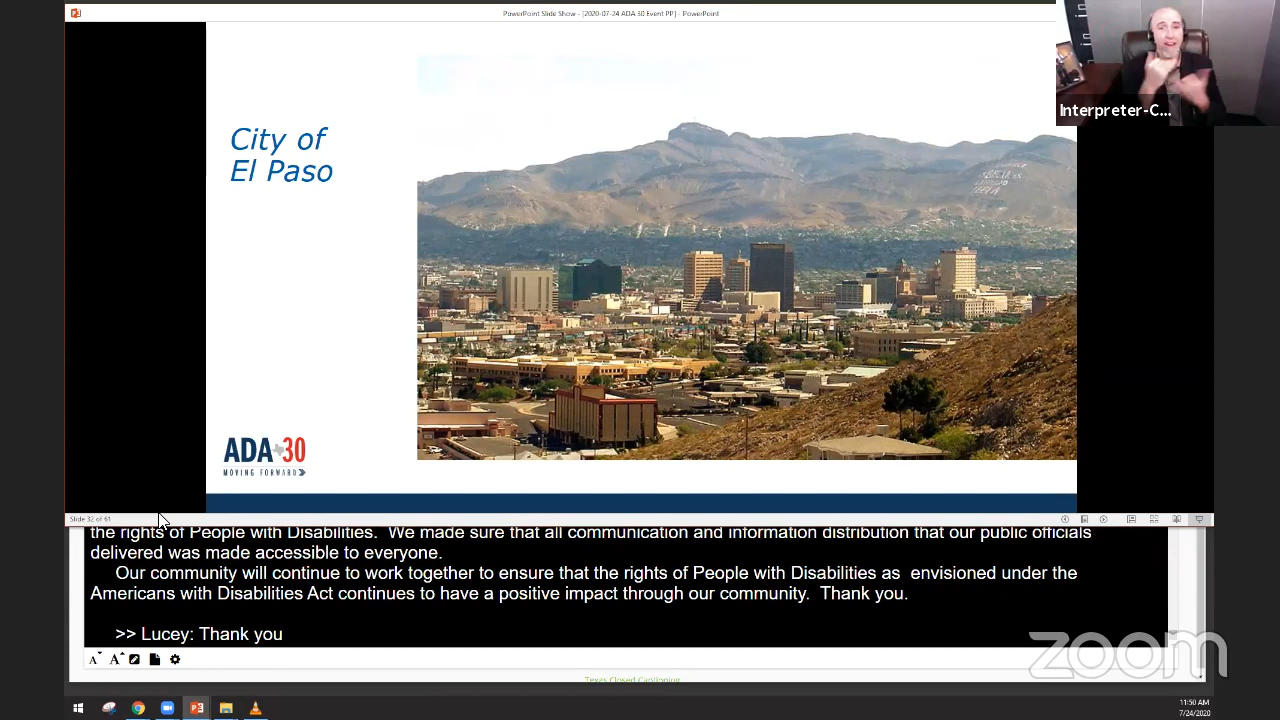 PowerPoint Slide Show - [2020-07-24 ADA 30 Event PP] - PowerPoint
Interpreter-C...
City of
El Paso
ADA 30
MOVING FORWARD
Slide 32 of 61
the rights of People with Disabilities. We made sure that all communication and information distribution that our public officials
delivered was made accessible to everyone.
Our community will continue to work together to ensure that the rights of People with Disabilities as envisioned under the
Americans with Disabilities Act continues to have a positive impact through our community. Thank you.
>> Lucey: Thank you
zoom
Texas Closed Captioning
11:50 AM
7/24/2020